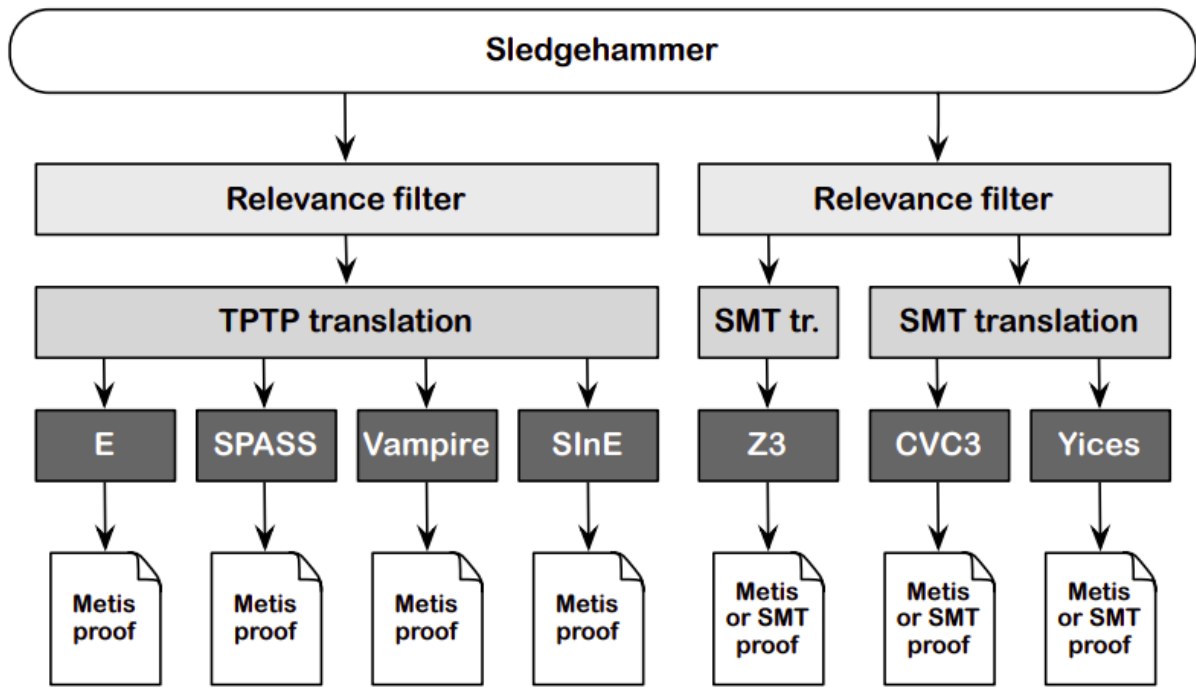 Sledgehammer
Relevance filter
Relevance filter
TPTP translation
SMT tr.
SMT translation
E
SPASS
Vampire
SInE
Z3
CVC3
Yices
Metis
proof
Metis
proof
Metis
proof
Metis
proof
Metis
or SMT
proof
Metis
or SMT
proof
Metis
or SMT
proof